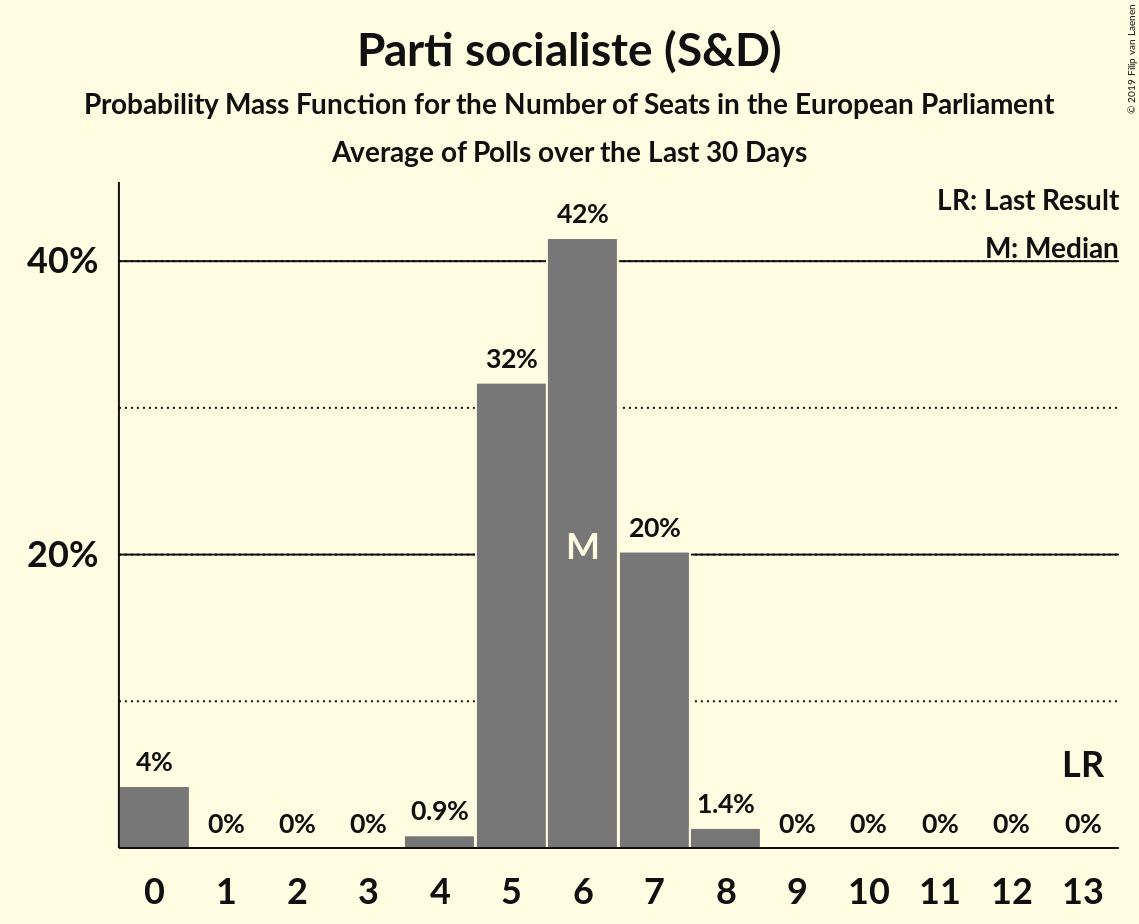 Parti socialiste (S&D)
Probability Mass Function for the Number of Seats in the European Parliament
Average of Polls over the Last 30 Days
© 2019 Filip van Laenen
LR: Last Result
M: Median
40%
20%
4%
0%
0%
0%
0.9%
32%
42%
20%
1.4%
0%
0%
0%
0%
0%
M
LR
0 1 2 3 4 5 6 7 8 9 10 11 12 13